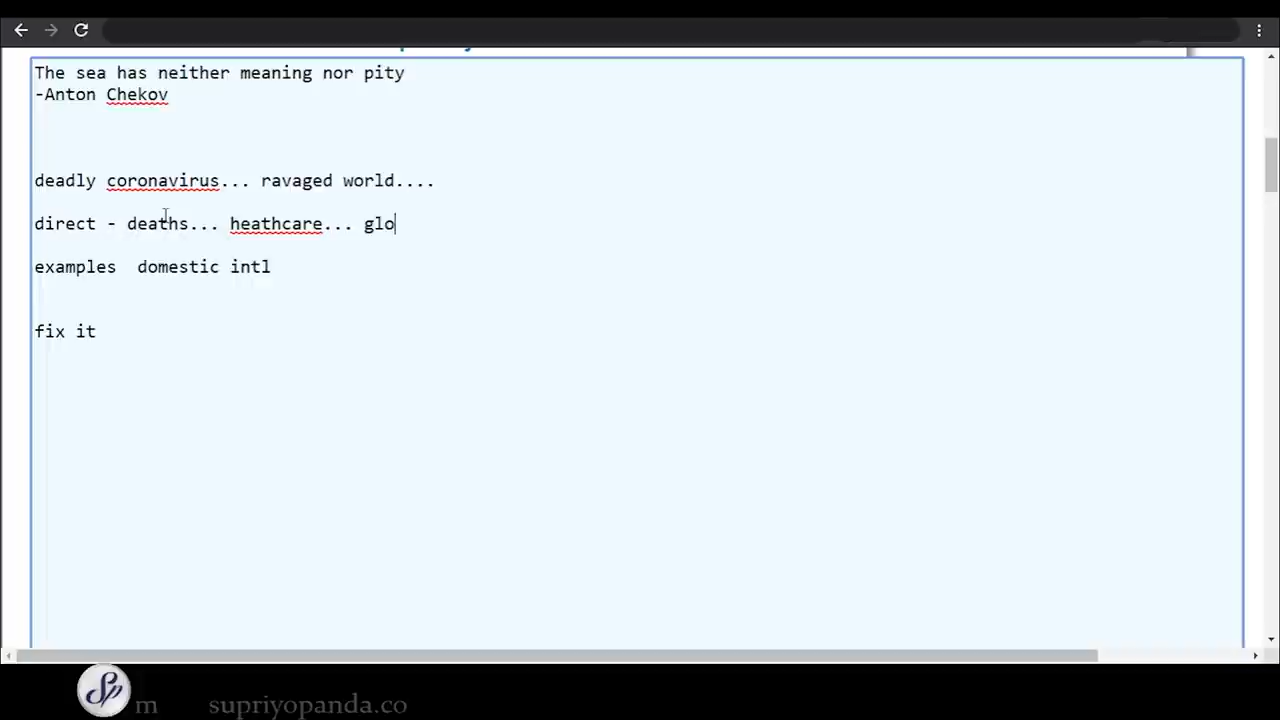 The sea has neither meaning nor pity
-Anton Chekov
deadly coronavirus... ravaged world....
direct - deaths... heathcare... glo
examples  domestic intl
fix it
m supriyopanda.co